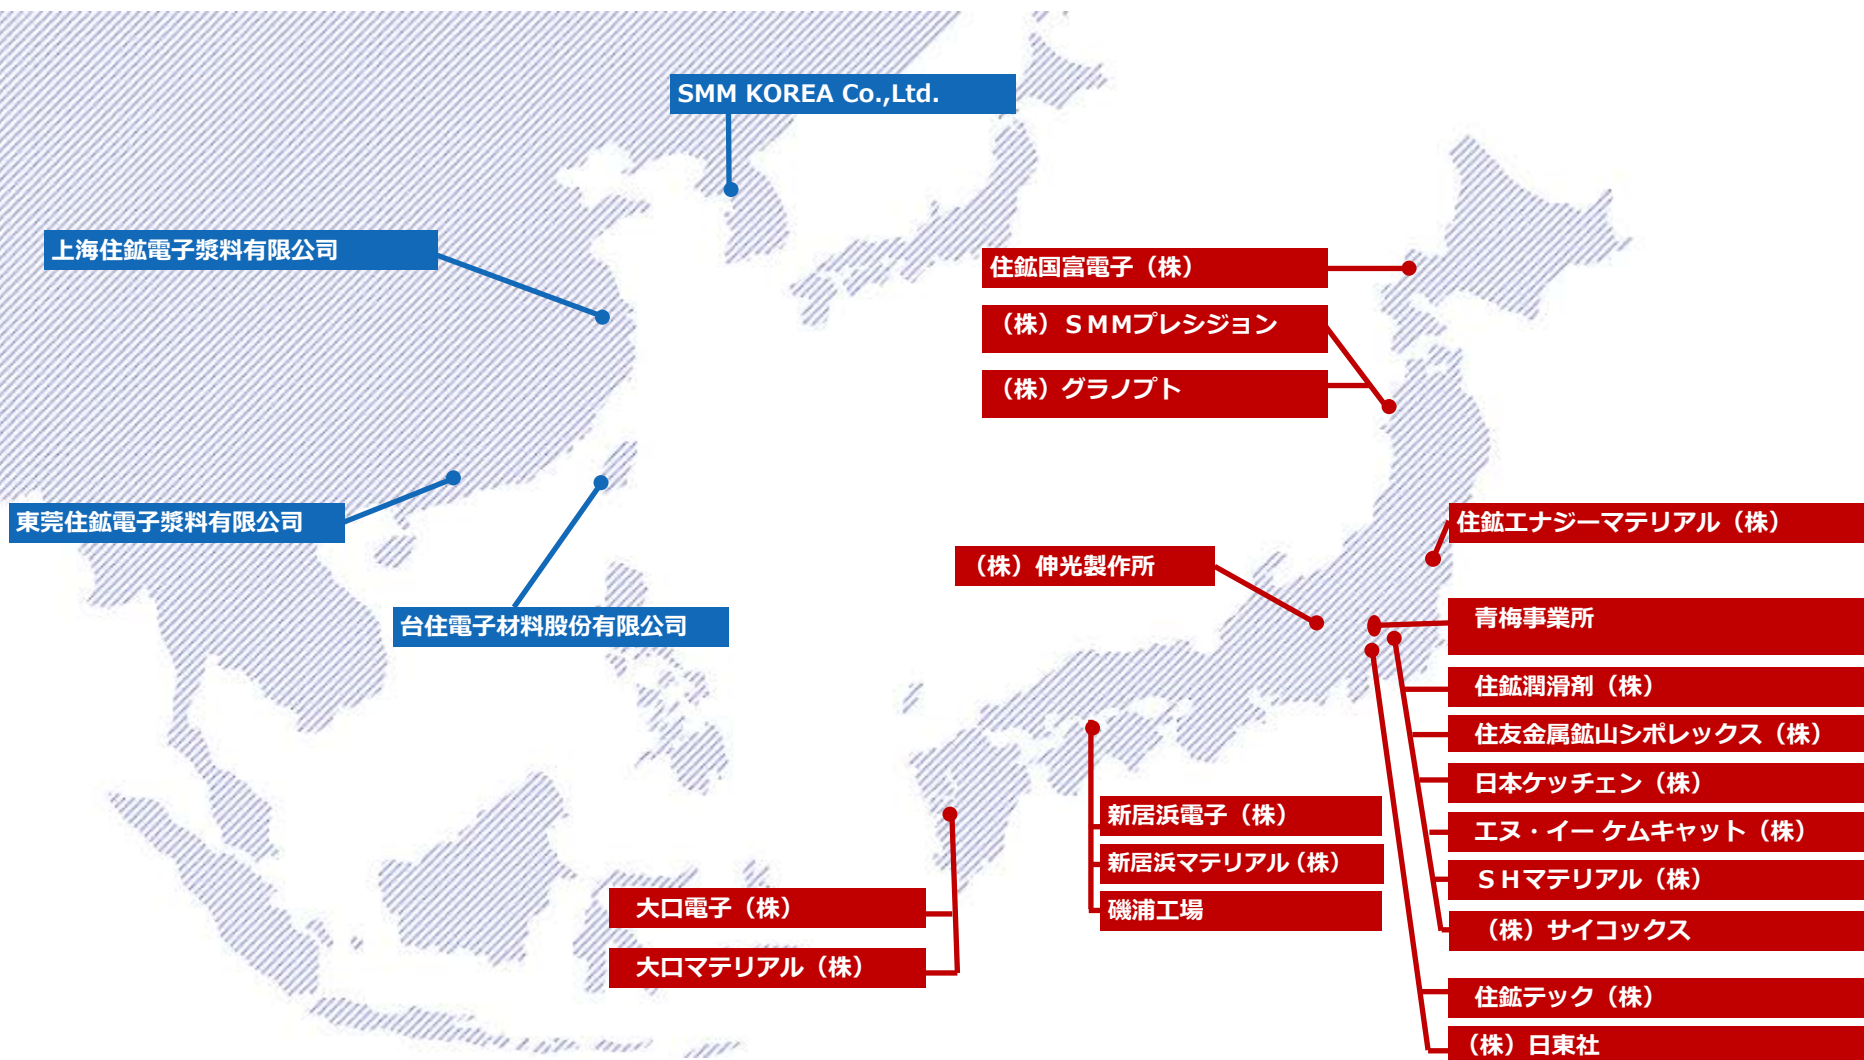 SMM KOREA Co.,Ltd.
上海住鉱電子漿料有限公司
東莞住鉱電子漿料有限公司
台住電子材料股份有限公司
住鉱国富電子（株）
（株）ＳＭＭプレシジョン
（株）グラノプト
（株）伸光製作所
住鉱エナジーマテリアル（株）
青梅事業所
住鉱潤滑剤（株）
住友金属鉱山シポレックス（株）
日本ケッチェン（株）
エヌ・イー ケムキャット（株）
ＳＨマテリアル（株）
（株）サイコックス
住鉱テック（株）
（株）日東社
新居浜電子（株）
新居浜マテリアル（株）
磯浦工場
大口電子（株）
大口マテリアル（株）